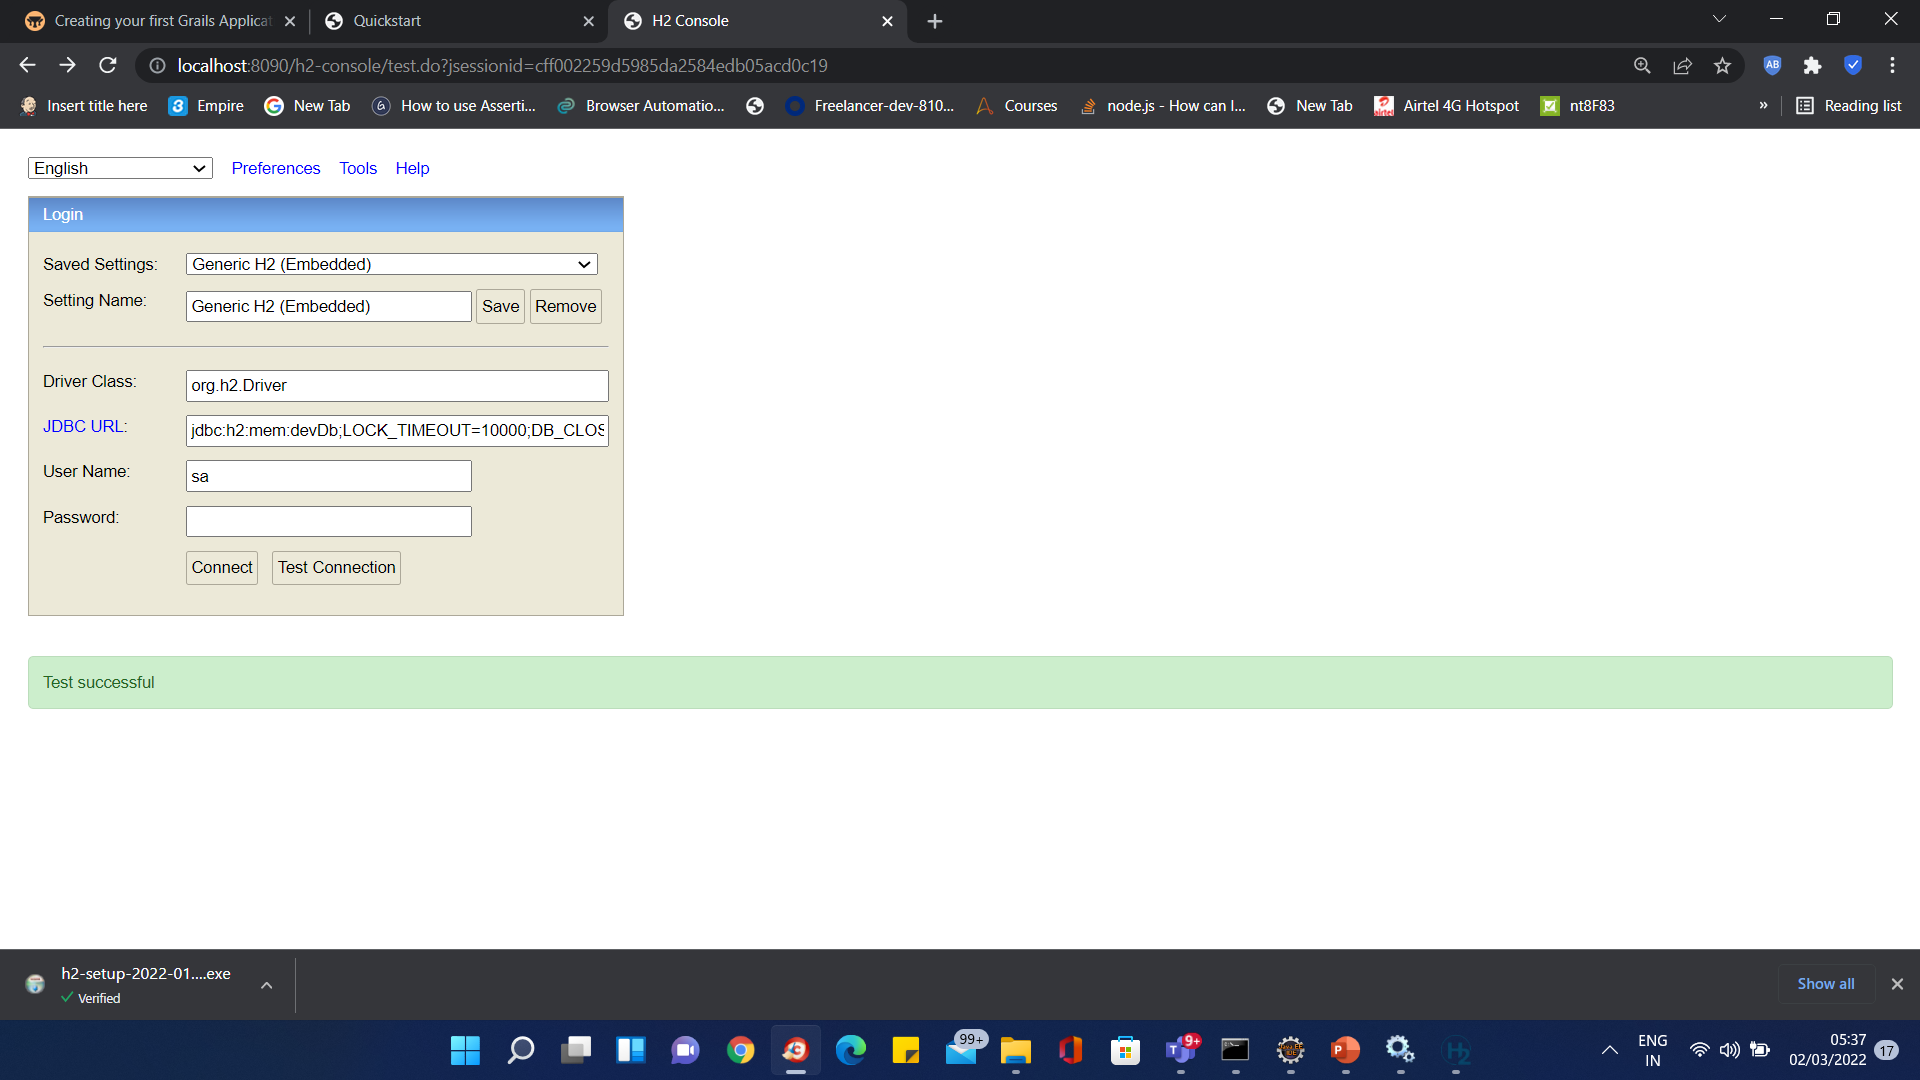 Creating your first Grails Applicat
Quickstart
H2 Console
localhost:8090/h2-console/test.do?jsessionid=cff002259d5985da2584edb05acd0c19
AB
Insert title here
Empire
New Tab
How to use Asserti...
Browser Automatio...
Freelancer-dev-810...
Courses
node.js - How can I...
New Tab
Airtel 4G Hotspot
nt8F83
»
Reading list
English
Preferences
Tools
Help
Login
Saved Settings:
Generic H2 (Embedded)
Setting Name:
Generic H2 (Embedded)
Save
Remove
Driver Class:
org.h2.Driver
JDBC URL:
jdbc:h2:mem:devDb;LOCK_TIMEOUT=10000;DB_CLOS
User Name:
sa
Password:
Connect
Test Connection
Test successful
h2-setup-2022-01....exe
Verified
Show all
99+
9+
H2
ENG
IN
05:37
02/03/2022
17